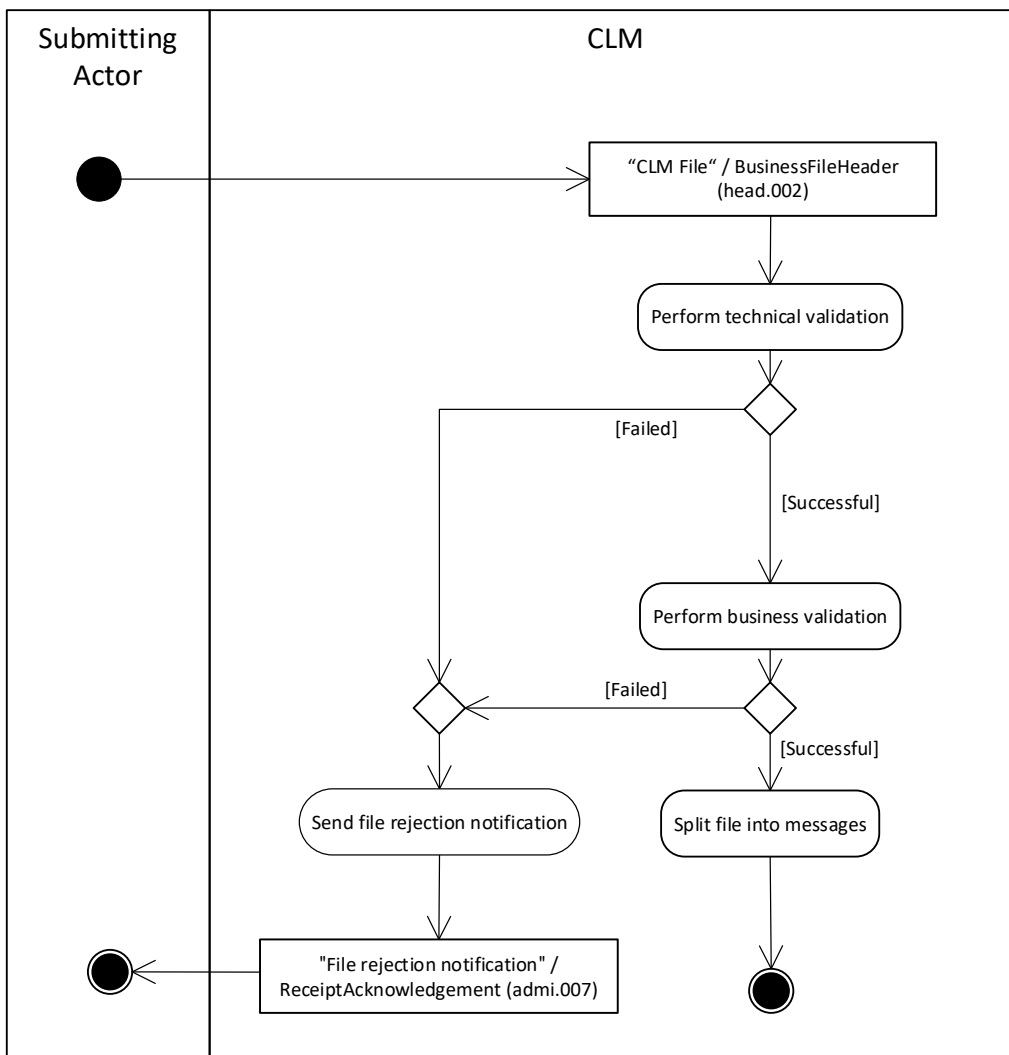 Submitting
Actor
CLM
“CLM File“ / BusinessFileHeader
(head.002)
Perform technical validation
[Failed]
[Successful]
Perform business validation
[Failed]
[Successful]
Send file rejection notification
Split file into messages
"File rejection notification" /
ReceiptAcknowledgement (admi.007)